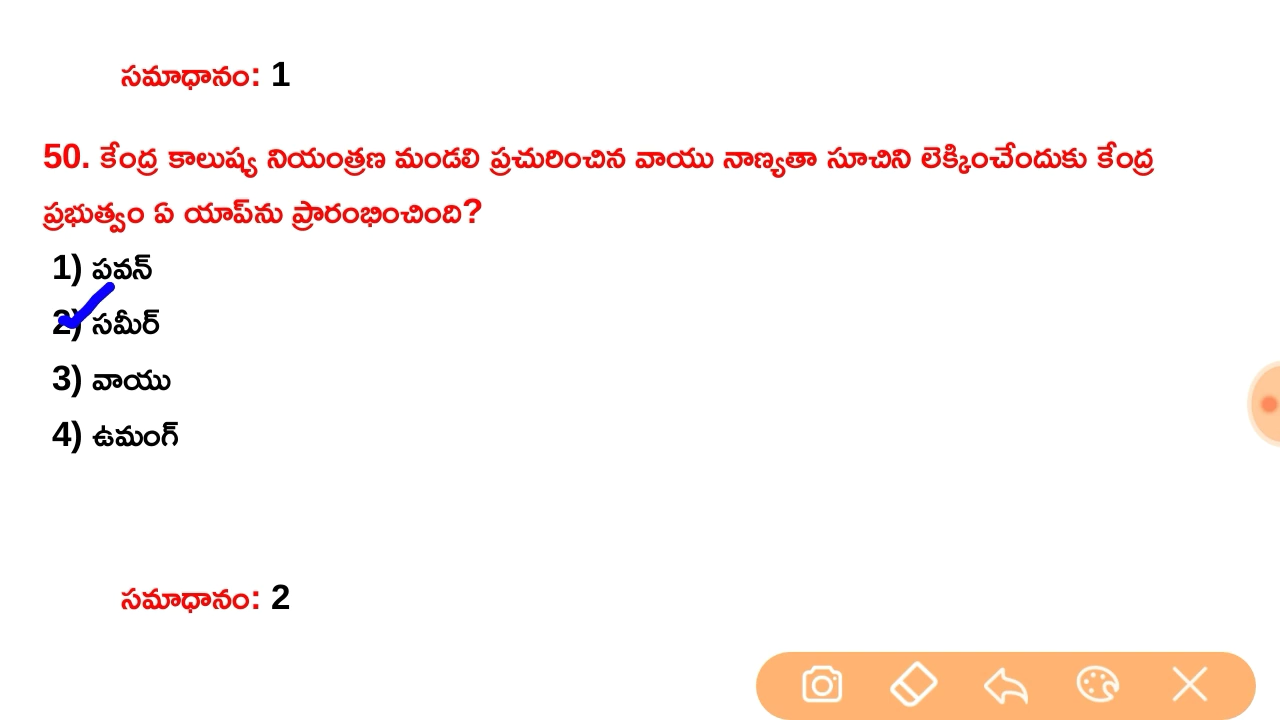 సమాధానం: 1
50. కేంద్ర కాలుష్య నియంత్రణ మండలి ప్రచురించిన వాయు నాణ్యతా సూచిని లెక్కించేందుకు కేంద్ర
ప్రభుత్వం ఏ యాప్‌ను ప్రారంభించింది?
1) పవన్
2) సమీర్
3) వాయు
4) ఉమంగ్
సమాధానం: 2